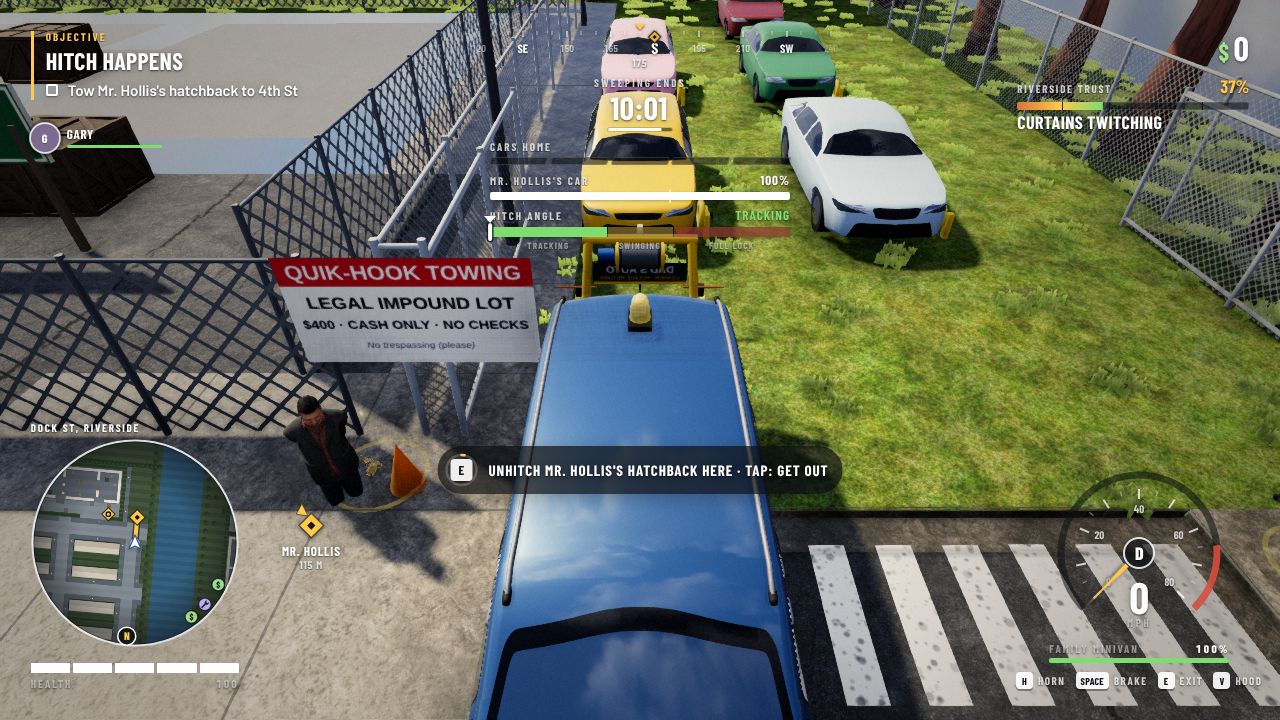 OBJECTIVE
HITCH HAPPENS
Tow Mr. Hollis's hatchback to 4th St
G
GARY
SE
150
165
S
195
210
SW
175
SWEEPING ENDS
10:01
CARS HOME
MR. HOLLIS'S CAR
100%
HITCH ANGLE
TRACKING
TRACKING
SWINGING
FULL LOCK
$0
RIVERSIDE TRUST
37%
CURTAINS TWITCHING
QUIK-HOOK TOWING
LEGAL IMPOUND LOT
$400 · CASH ONLY · NO CHECKS
No trespassing (please)
DOCK ST, RIVERSIDE
E
UNHITCH MR. HOLLIS'S HATCHBACK HERE · TAP: GET OUT
MR. HOLLIS
115 M
$
$
N
HEALTH
100
20
40
60
80
D
0
MPH
FAMILY MINIVAN
100%
H
HORN
SPACE
BRAKE
E
EXIT
V
HOOD